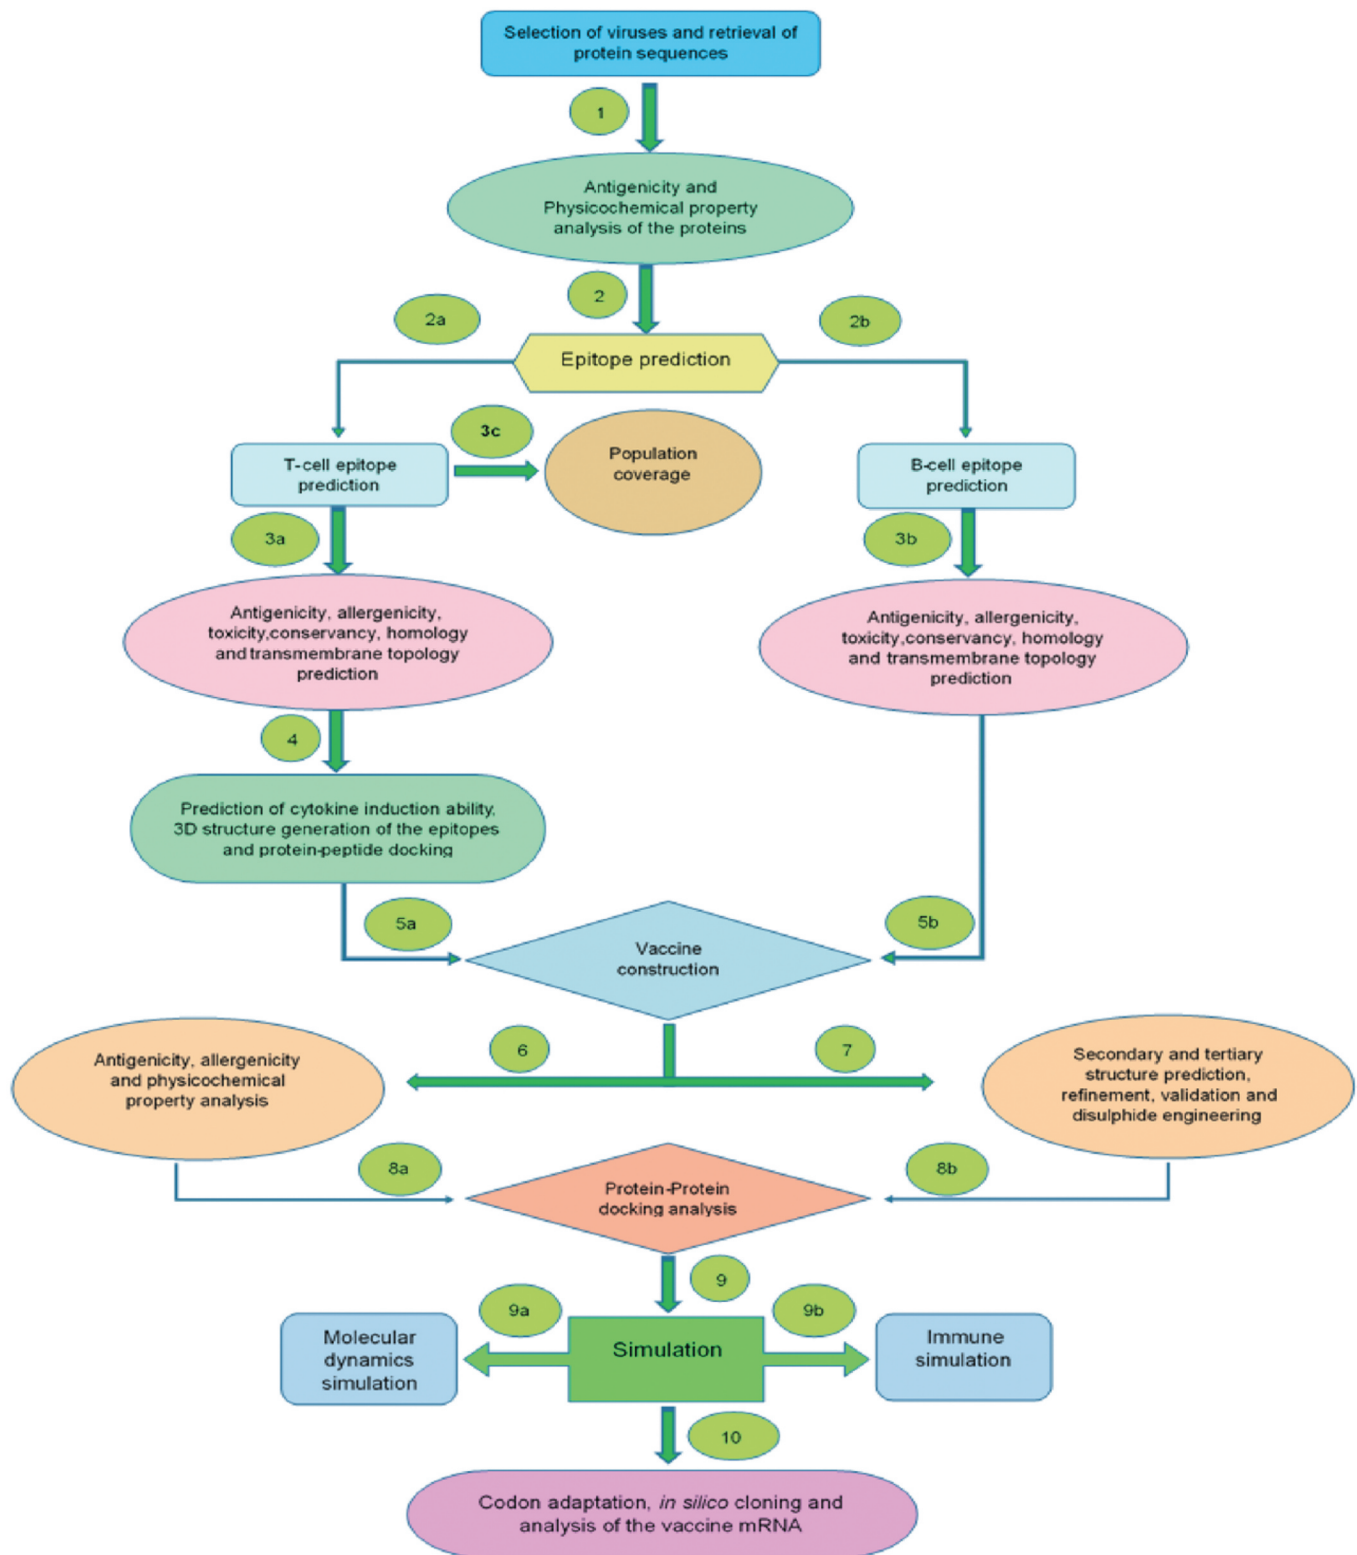 Selection of viruses and retrieval of
protein sequences
1
Antigenicity and
Physicochemical property
analysis of the proteins
2
2a
2b
Epitope prediction
3c
T-cell epitope
prediction
Population
coverage
B-cell epitope
prediction
3a
3b
Antigenicity, allergenicity,
toxicity,conservancy, homology
and transmembrane topology
prediction
Antigenicity, allergenicity,
toxicity,conservancy, homology
and transmembrane topology
prediction
4
Prediction of cytokine induction ability,
3D structure generation of the epitopes
and protein-peptide docking
5a
5b
Vaccine
construction
6
7
Antigenicity, allergenicity
and physicochemical
property analysis
Secondary and tertiary
structure prediction,
refinement, validation and
disulphide engineering
8a
8b
Protein-Protein
docking analysis
9
9a
9b
Molecular
dynamics
simulation
Simulation
Immune
simulation
10
Codon adaptation, in silico cloning and
analysis of the vaccine mRNA